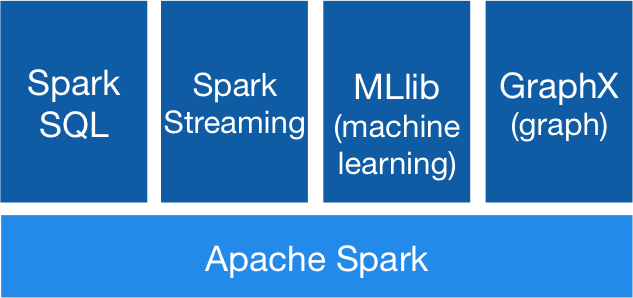 Spark
SQL
Spark
Streaming
MLlib
(machine
learning)
GraphX
(graph)
Apache Spark